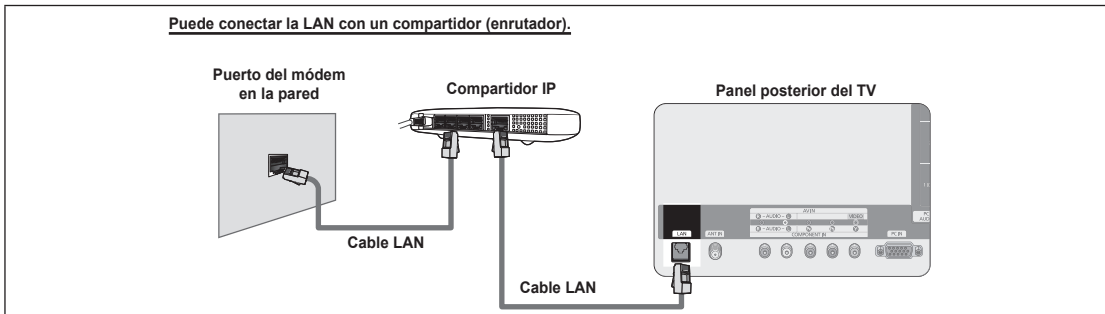 Puede conectar la LAN con un compartidor (enrutador).
Puerto del módem
en la pared
Compartidor IP
Panel posterior del TV
Cable LAN
Cable LAN
LAN
ANT IN
AV IN
AUDIO
VIDEO
AUDIO
COMPONENT IN
PC IN
PC